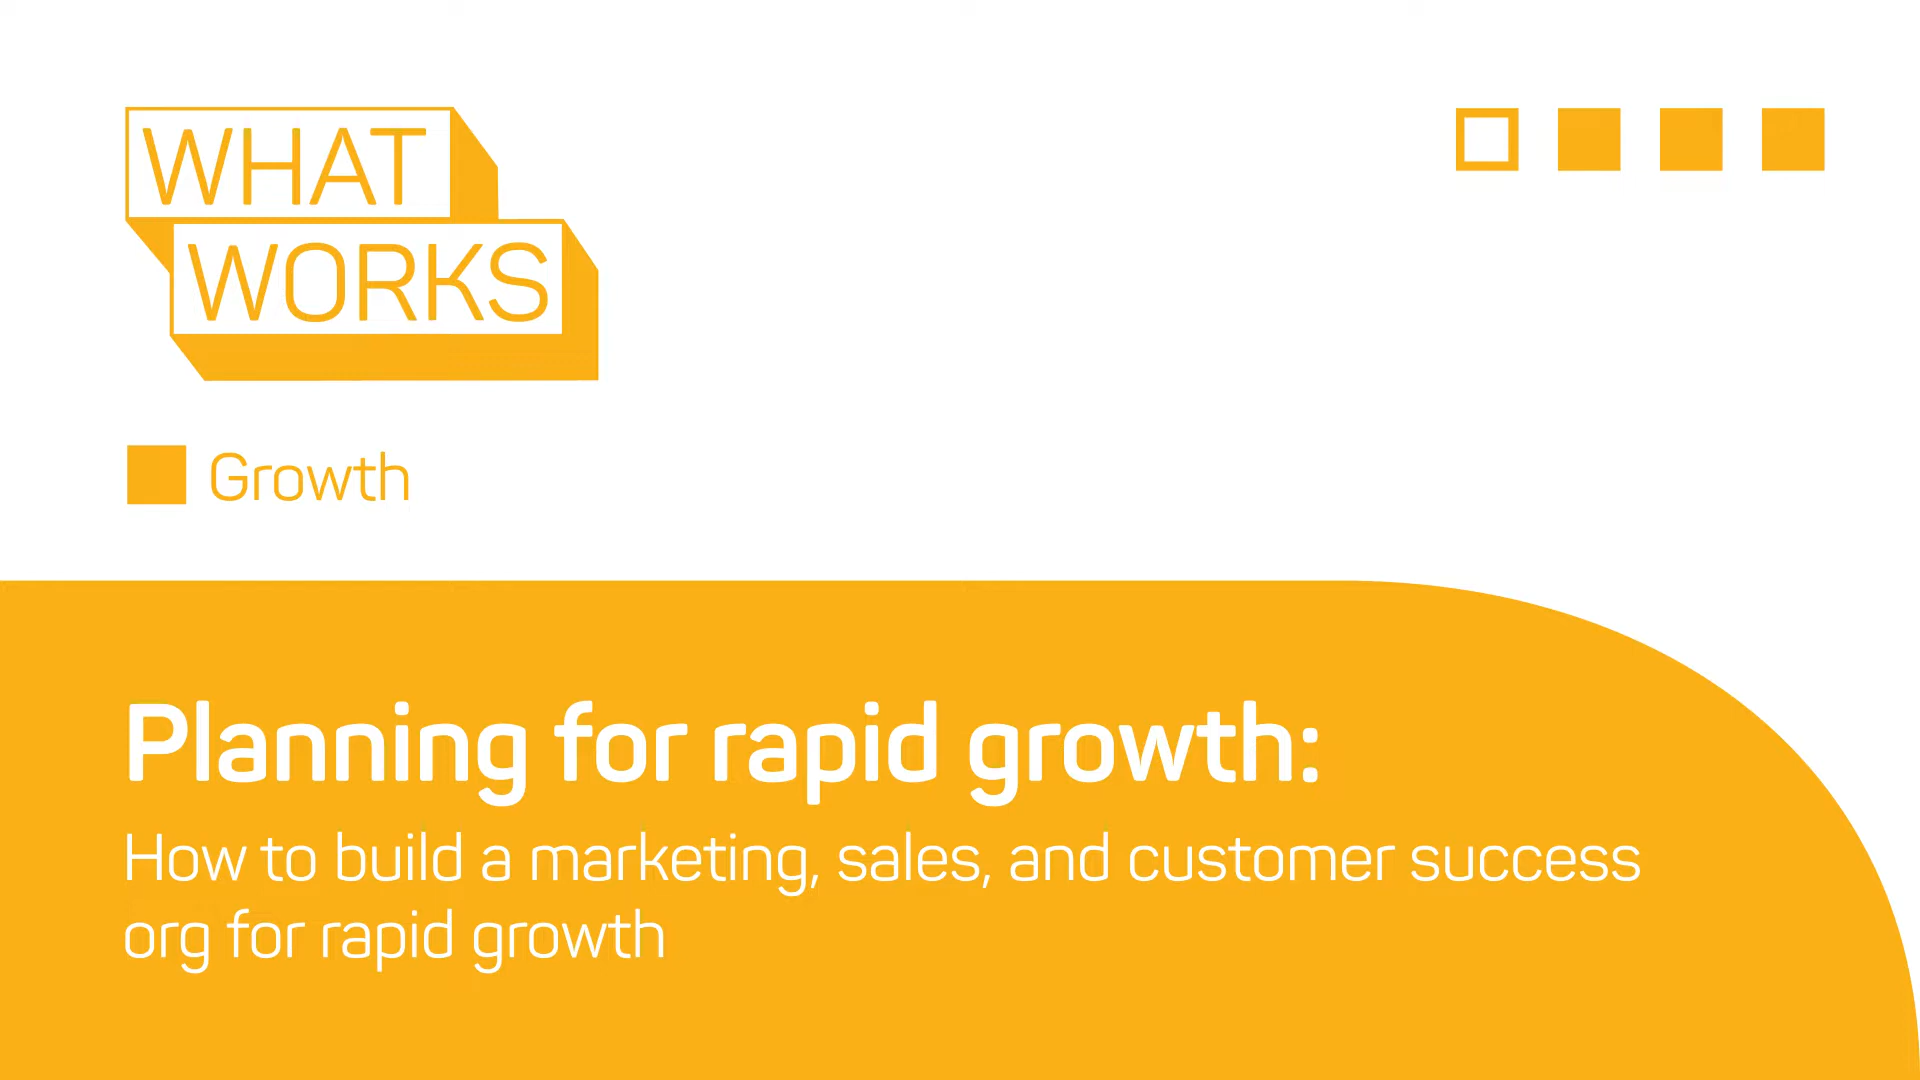 WHAT
WORKS
Growth
Planning for rapid growth:
How to build a marketing, sales, and customer success
org for rapid growth